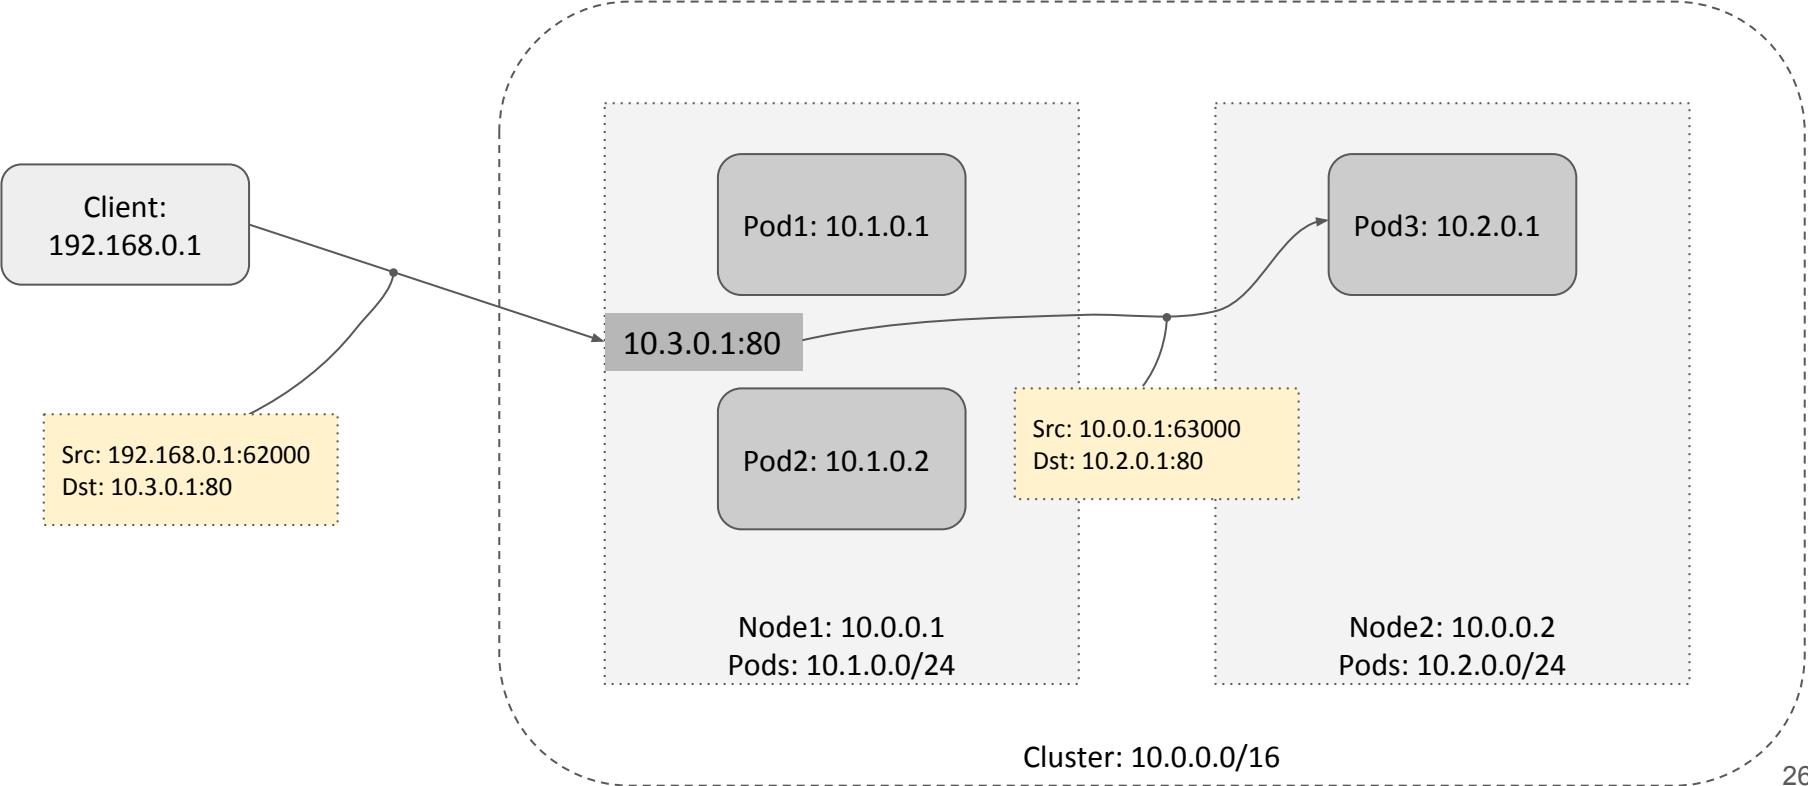 Client:
192.168.0.1
Src: 192.168.0.1:62000
Dst: 10.3.0.1:80
Pod1: 10.1.0.1
10.3.0.1:80
Pod2: 10.1.0.2
Node1: 10.0.0.1
Pods: 10.1.0.0/24
Src: 10.0.0.1:63000
Dst: 10.2.0.1:80
Pod3: 10.2.0.1
Node2: 10.0.0.2
Pods: 10.2.0.0/24
Cluster: 10.0.0.0/16
26